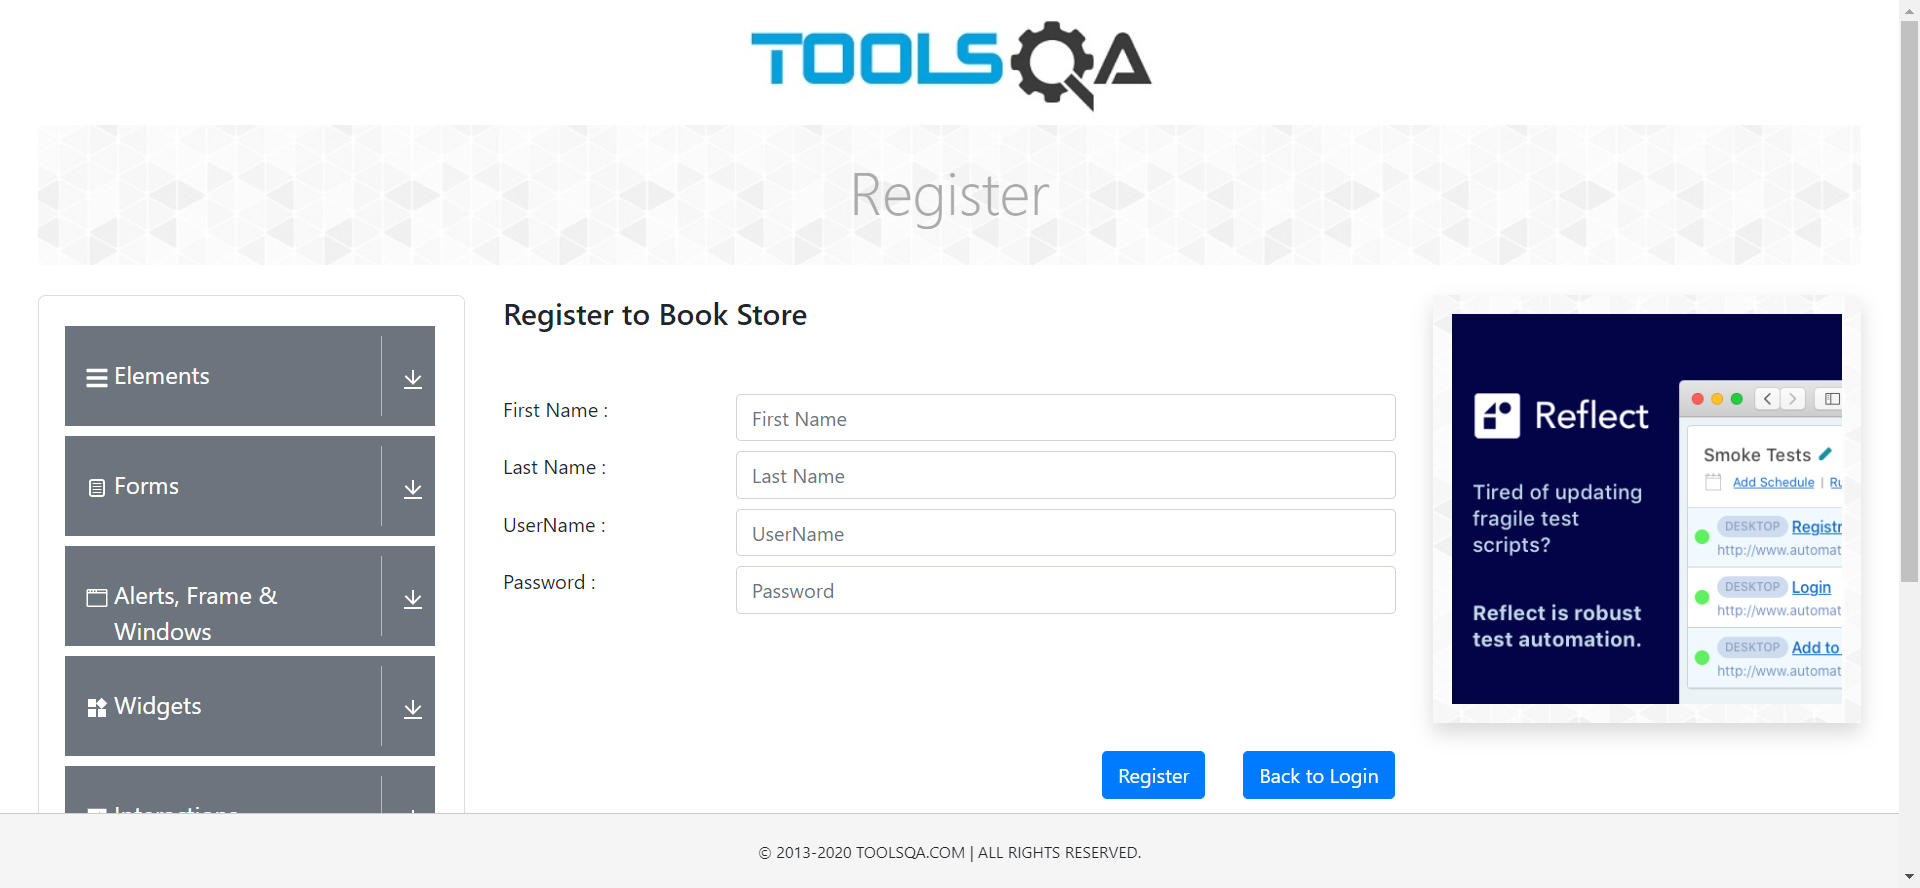 TOOLSQA
Register
Elements
Forms
Alerts, Frame &
Windows
Widgets
Interactions
Register to Book Store
First Name :
First Name
Last Name :
Last Name
UserName :
UserName
Password :
Password
Register
Back to Login
Reflect
Tired of updating
fragile test
scripts?
Reflect is robust
test automation.
Smoke Tests
Add Schedule |
DESKTOP
http://www.automat
DESKTOP Login
http://www.automat
DESKTOP Add to
http://www.automat
© 2013-2020 TOOLSQA.COM | ALL RIGHTS RESERVED.